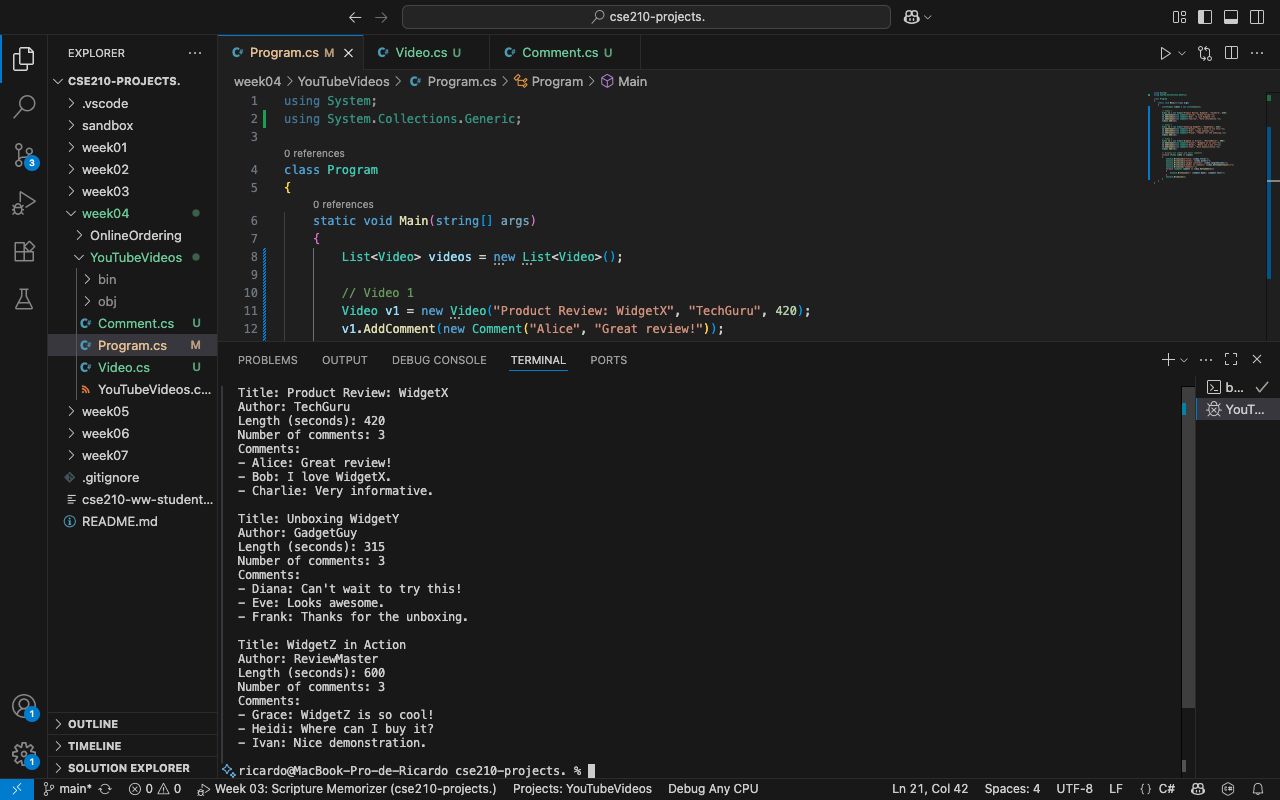 cse210-projects.
EXPLORER
Program.cs M
Video.cs U
Comment.cs U
CSE210-PROJECTS.
week04 > YouTubeVideos > Program.cs > Program > Main
.vscode
sandbox
week01
week02
week03
week04
OnlineOrdering
YouTubeVideos
bin
obj
Comment.cs U
Program.cs M
Video.cs U
YouTubeVideos.c...
week05
week06
week07
.gitignore
cse210-ww-student...
README.md
OUTLINE
TIMELINE
SOLUTION EXPLORER
3
1
1
1 using System;
2 using System.Collections.Generic;
3
0 references
4 class Program
5 {
0 references
6 static void Main(string[] args)
7 {
8 List<Video> videos = new List<Video>();
9
10 // Video 1
11 Video v1 = new Video("Product Review: WidgetX", "TechGuru", 420);
12 v1.AddComment(new Comment("Alice", "Great review!"));
PROBLEMS OUTPUT DEBUG CONSOLE TERMINAL PORTS
b...
YouT...
Title: Product Review: WidgetX
Author: TechGuru
Length (seconds): 420
Number of comments: 3
Comments:
- Alice: Great review!
- Bob: I love WidgetX.
- Charlie: Very informative.
Title: Unboxing WidgetY
Author: GadgetGuy
Length (seconds): 315
Number of comments: 3
Comments:
- Diana: Can't wait to try this!
- Eve: Looks awesome.
- Frank: Thanks for the unboxing.
Title: WidgetZ in Action
Author: ReviewMaster
Length (seconds): 600
Number of comments: 3
Comments:
- Grace: WidgetZ is so cool!
- Heidi: Where can I buy it?
- Ivan: Nice demonstration.
ricardo@MacBook-Pro-de-Ricardo cse210-projects. %
main* 0 0 Week 03: Scripture Memorizer (cse210-projects.) Projects: YouTubeVideos Debug Any CPU Ln 21, Col 42 Spaces: 4 UTF-8 LF {} C#